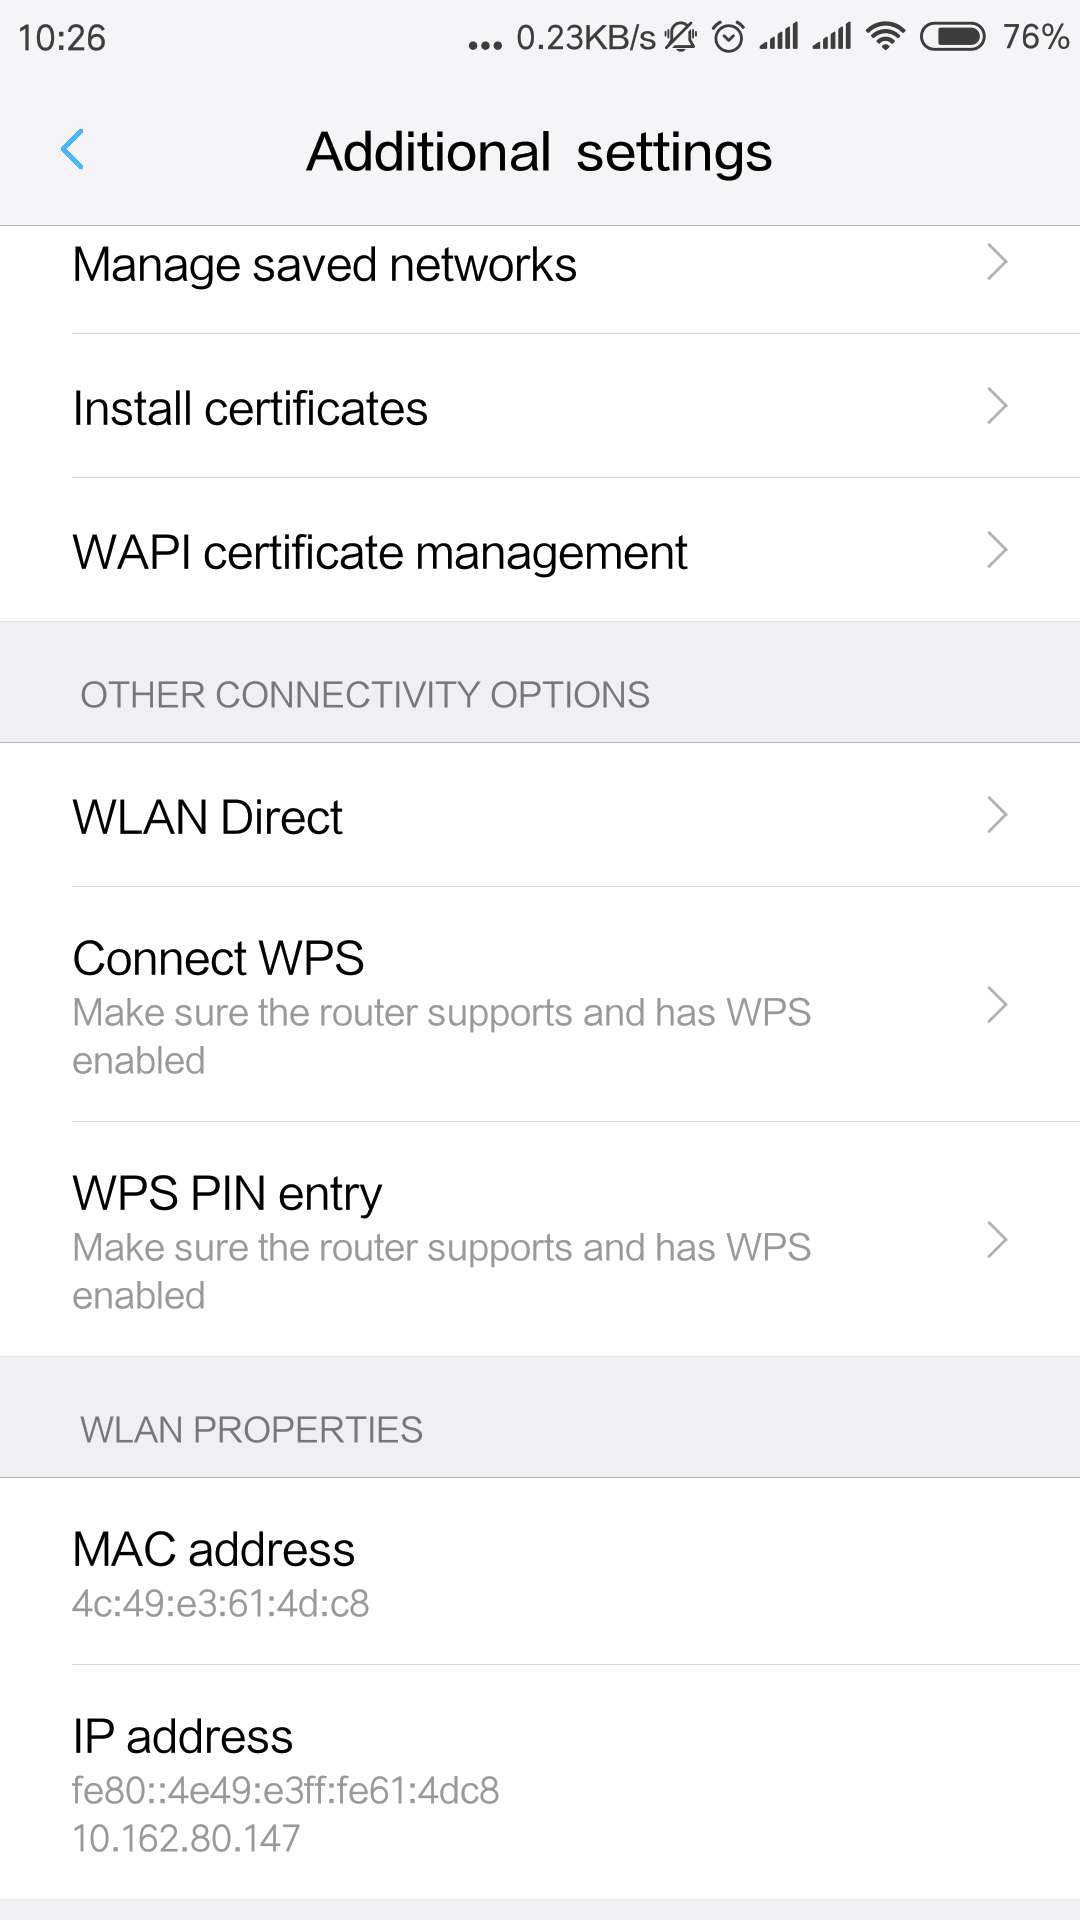 10:26 ... 0.23KB/s 76%
Additional settings
Manage saved networks
Install certificates
WAPI certificate management
OTHER CONNECTIVITY OPTIONS
WLAN Direct
Connect WPS
Make sure the router supports and has WPS
enabled
WPS PIN entry
Make sure the router supports and has WPS
enabled
WLAN PROPERTIES
MAC address
4c:49:e3:61:4d:c8
IP address
fe80::4e49:e3ff:fe61:4dc8
10.162.80.147